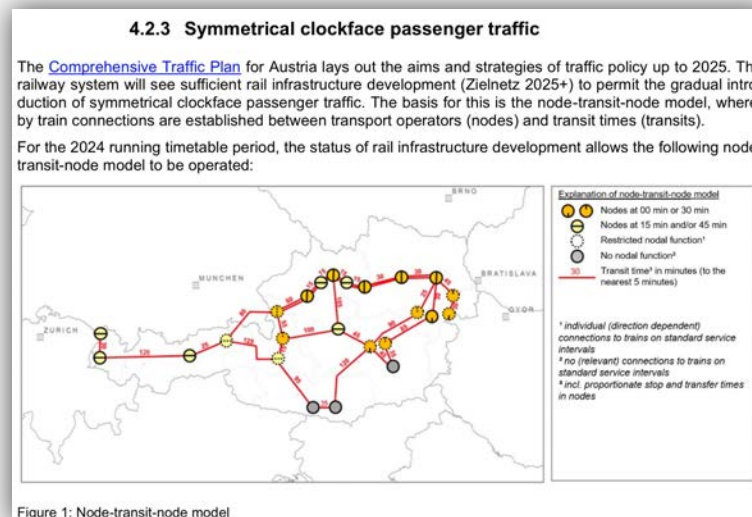 4.2.3 Symmetrical clockface passenger traffic
The Comprehensive Traffic Plan for Austria lays out the aims and strategies of traffic policy up to 2025. Th
railway system will see sufficient rail infrastructure development (Zielnetz 2025+) to permit the gradual intro
duction of symmetrical clockface passenger traffic. The basis for this is the node-transit-node model, where
by train connections are established between transport operators (nodes) and transit times (transits).
For the 2024 running timetable period, the status of rail infrastructure development allows the following node
transit-node model to be operated:
BRNO
MUNCHEN
BRATISLAVA
GYOR
ZURICH
Explanation of node-transit-node model
Nodes at 00 min or 30 min
Nodes at 15 min and/or 45 min
Restricted nodal function¹
No nodal function²
30 Transit time³ in minutes (to the
nearest 5 minutes)
¹ individual (direction dependent)
connections to trains on standard service
intervals
² no (relevant) connections to trains on
standard service intervals
³ incl. proportionate stop and transfer times
in nodes
Figure 1: Node-transit-node model